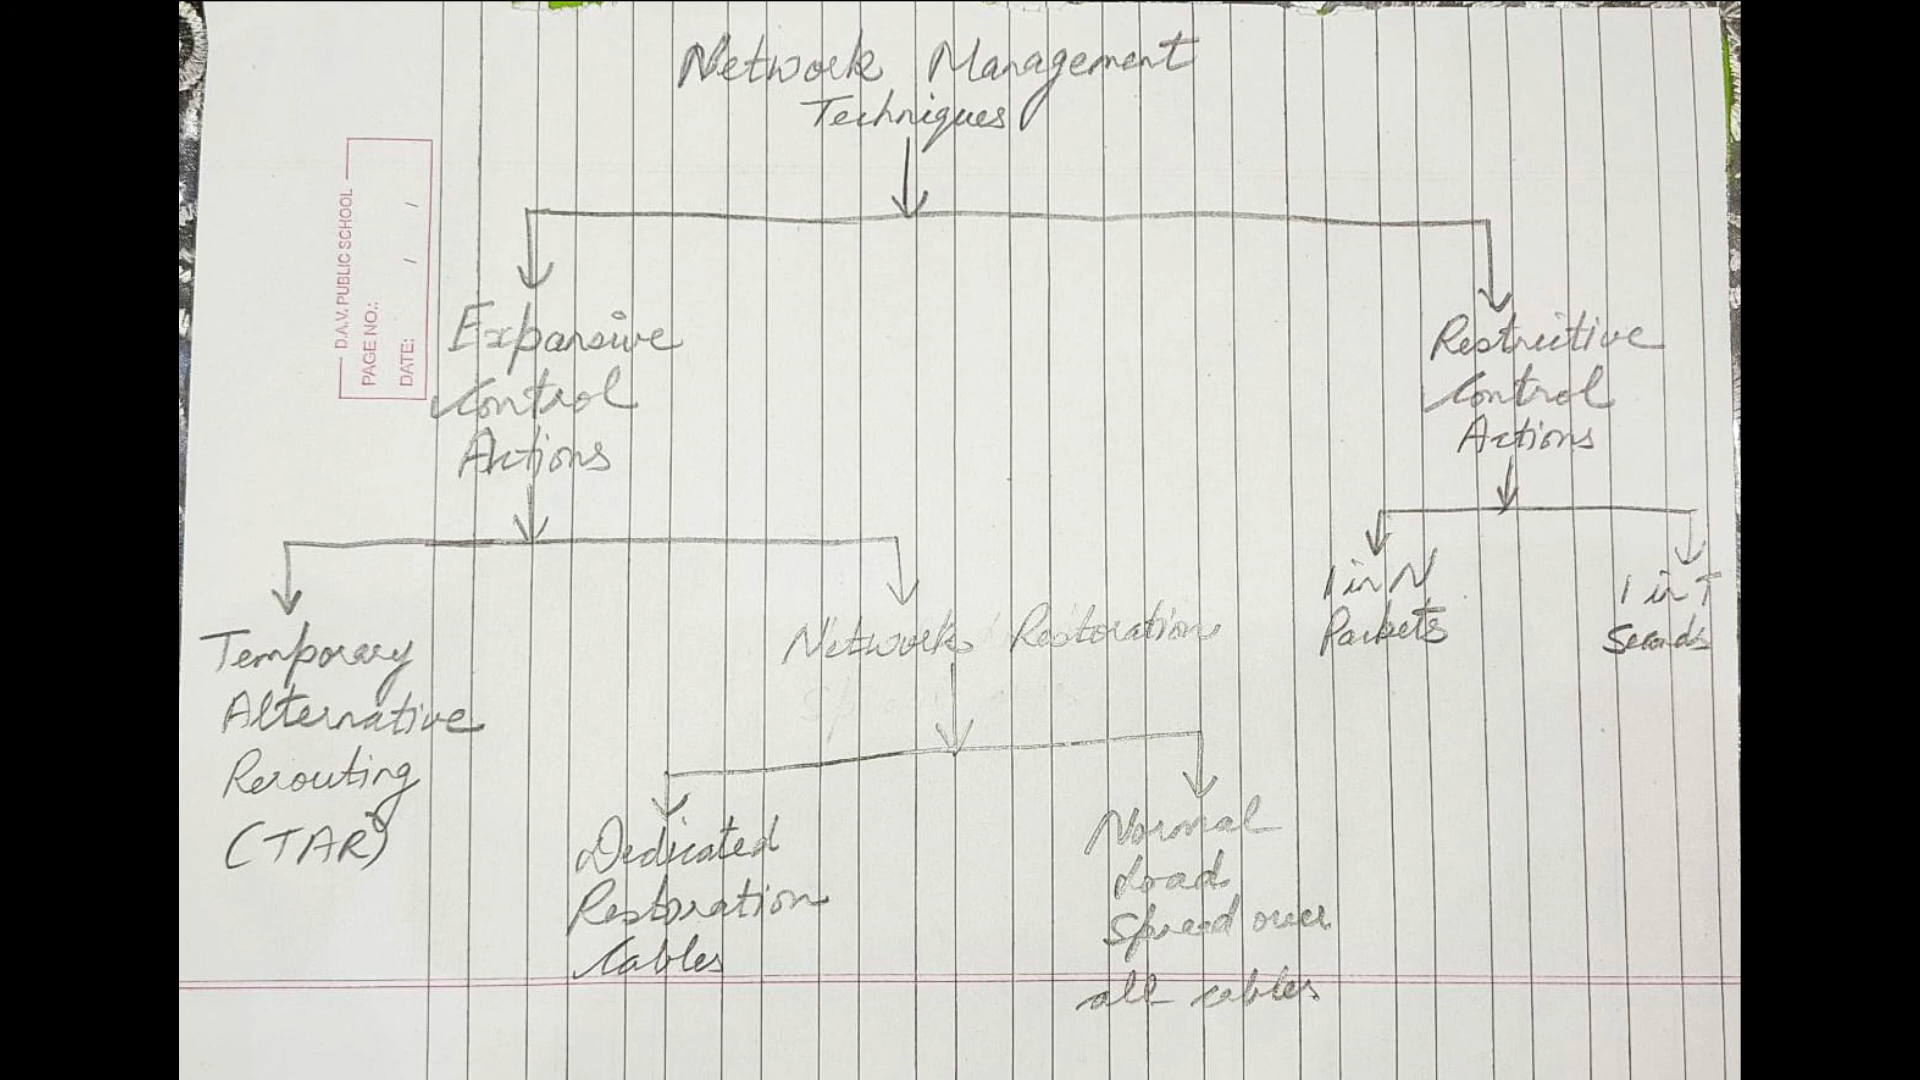 Network Management
Techniques
D.A.V. PUBLIC SCHOOL
PAGE NO.:
DATE: / /
Expansive
Control
Actions
Restrictive
Control
Actions
Temporary
Alternative
Rerouting
(TAR)
Network Restoration
1 in N
Packets
1 in T
Seconds
Dedicated
Restoration
Cables
Normal
Load
Spread over
all cables